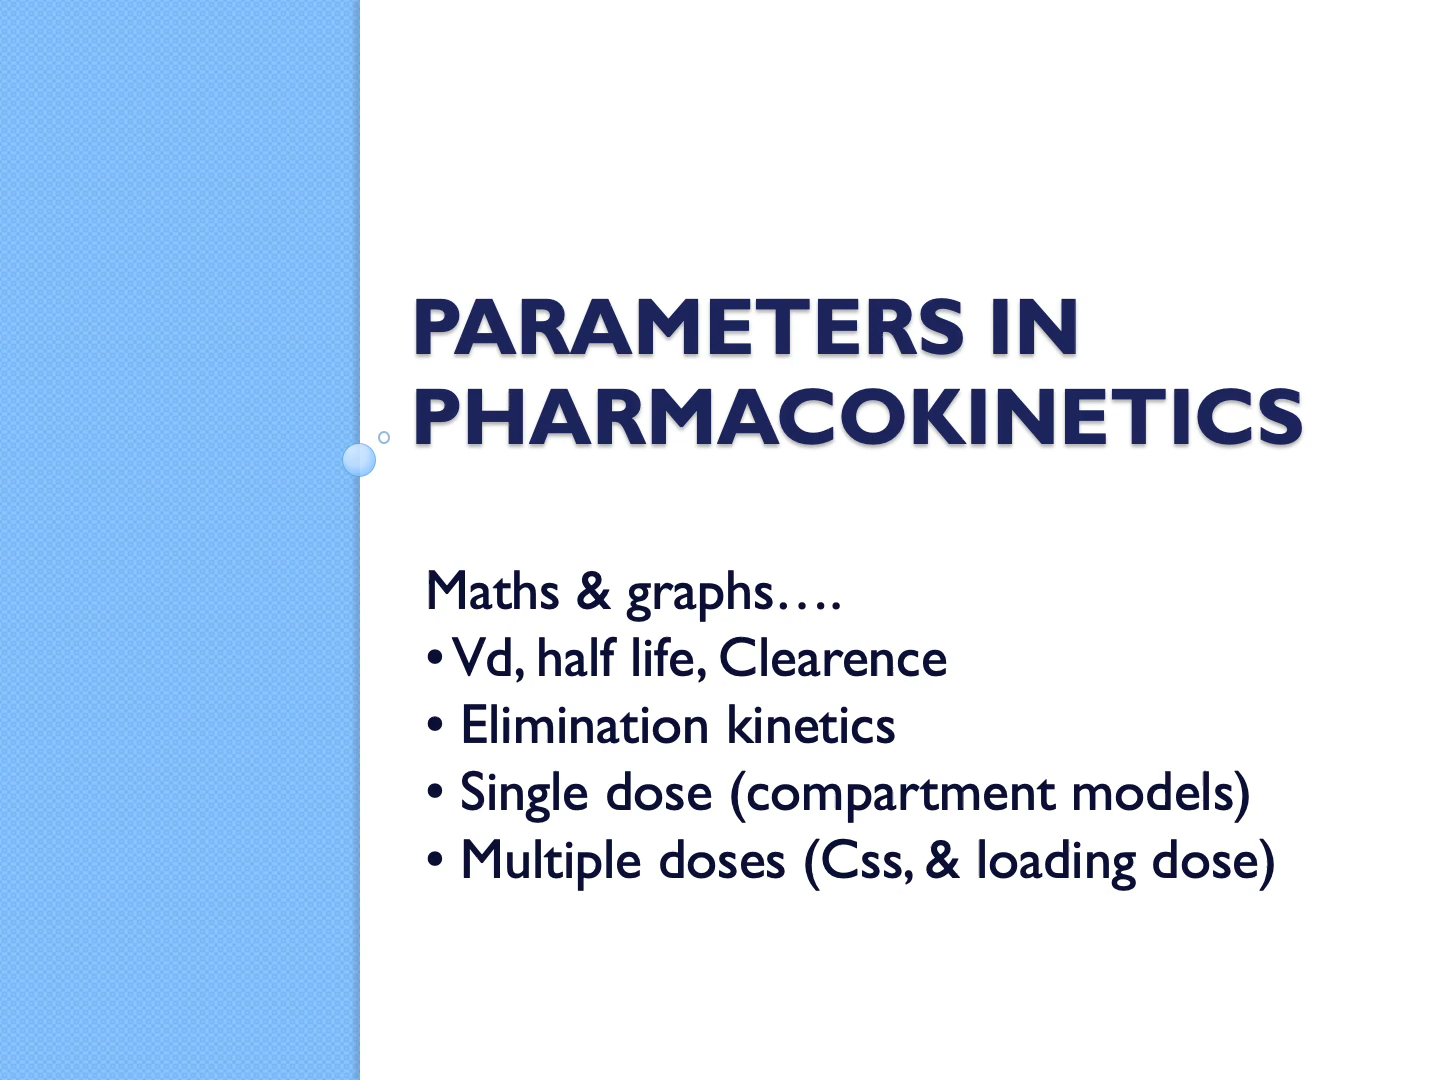 PARAMETERS IN
PHARMACOKINETICS
Maths & graphs….
• Vd, half life, Clearence
• Elimination kinetics
• Single dose (compartment models)
• Multiple doses (Css, & loading dose)